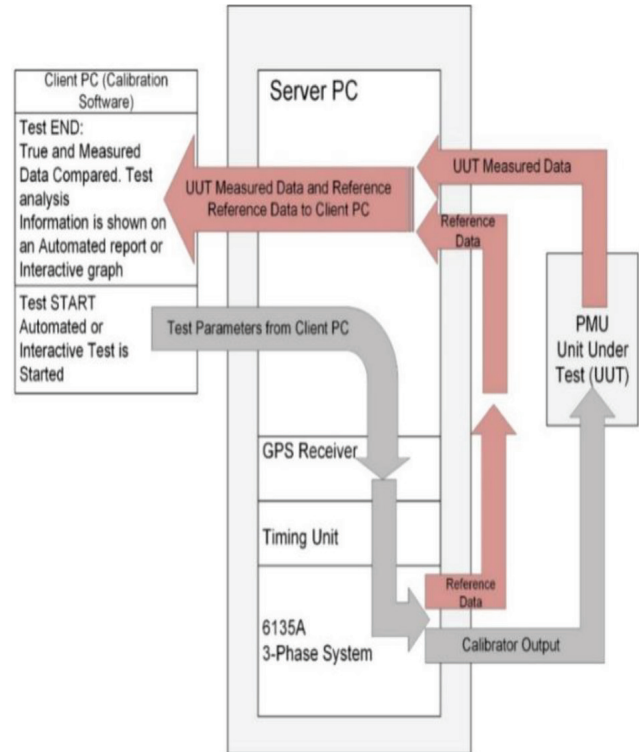 Client PC (Calibration
Software)
Test END:
True and Measured
Data Compared. Test
analysis
Information is shown on
an Automated report or
Interactive graph
Test START
Automated or
Interactive Test is
Started
Server PC
UUT Measured Data and Reference
Reference Data to Client PC
UUT Measured Data
Reference
Data
Test Parameters from Client PC
PMU
Unit Under
Test (UUT)
GPS Receiver
Timing Unit
6135A
3-Phase System
Reference
Data
Calibrator Output